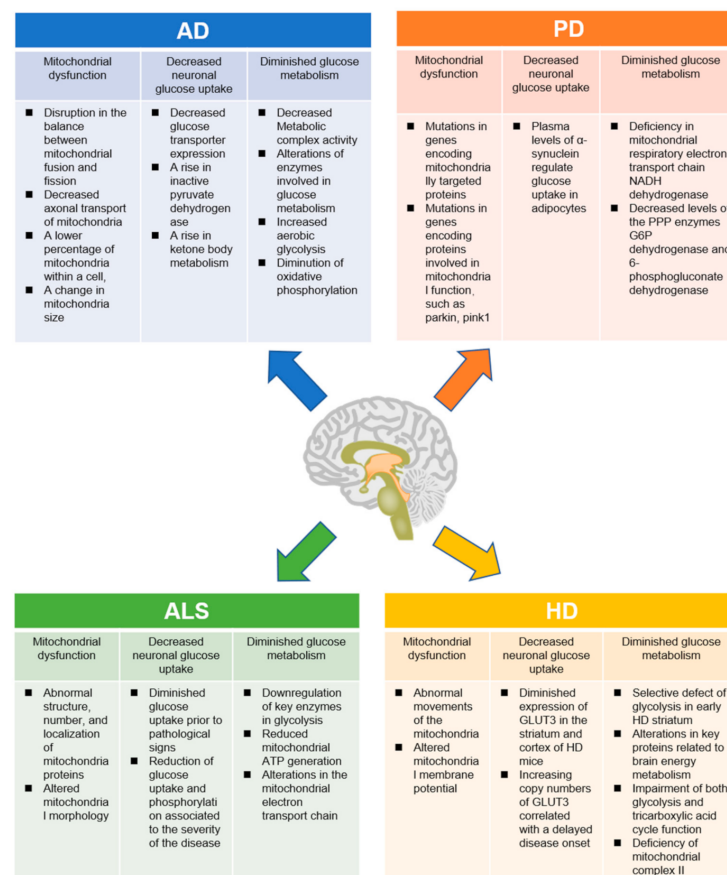 AD
Mitochondrial
dysfunction
Decreased
neuronal
glucose uptake
Diminished glucose
metabolism
■ Disruption in the
balance
between
mitochondrial
fusion and
fission
■ Decreased
axonal transport
of mitochondria
■ A lower
percentage of
mitochondria
within a cell,
■ A change in
mitochondria
size
■ Decreased
glucose
transporter
expression
■ A rise in
inactive
pyruvate
dehydrogen
ase
■ A rise in
ketone body
metabolism
■ Decreased
Metabolic
complex activity
■ Alterations of
enzymes
involved in
glucose
metabolism
■ Increased
aerobic
glycolysis
■ Diminution of
oxidative
phosphorylation
PD
Mitochondrial
dysfunction
Decreased
neuronal
glucose uptake
Diminished glucose
metabolism
■ Mutations in
genes
encoding
mitochondria
lly targeted
proteins
■ Mutations in
genes
encoding
proteins
involved in
mitochondria
l function,
such as
parkin, pink1
■ Plasma
levels of α-
synuclein
regulate
glucose
uptake in
adipocytes
■ Deficiency in
mitochondrial
respiratory electron
transport chain
NADH
dehydrogenase
■ Decreased levels of
the PPP enzymes
G6P
dehydrogenase and
6-
phosphogluconate
dehydrogenase
ALS
Mitochondrial
dysfunction
Decreased
neuronal glucose
uptake
Diminished glucose
metabolism
■ Abnormal
structure,
number, and
localization
of
mitochondria
proteins
■ Altered
mitochondria
l morphology
■ Diminished
glucose
uptake prior to
pathological
signs
■ Reduction of
glucose
uptake and
phosphorylati
on associated
to the severity
of the disease
■ Downregulation
of key enzymes
in glycolysis
■ Reduced
mitochondrial
ATP generation
■ Alterations in the
mitochondrial
electron
transport chain
HD
Mitochondrial
dysfunction
Decreased
neuronal glucose
uptake
Diminished glucose
metabolism
■ Abnormal
movements
of the
mitochondria
■ Altered
mitochondria
l membrane
potential
■ Diminished
expression of
GLUT3 in the
striatum and
cortex of HD
mice
■ Increasing
copy numbers
of GLUT3
correlated
with a delayed
disease onset
■ Selective defect of
glycolysis in early
HD striatum
■ Alterations in key
proteins related to
brain energy
metabolism
■ Impairment of both
glycolysis and
tricarboxylic acid
cycle function
■ Deficiency of
mitochondrial
complex II